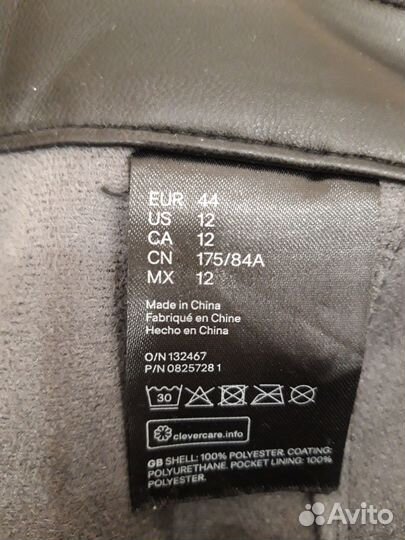 EUR 44
US 12
CA 12
CN 175/84A
MX 12
Made in China
Fabriqué en Chine
Hecho en China
O/N 132467
P/N 08257281
30
clevercare.info
GB SHELL: 100% POLYESTER. COATING:
POLYURETHANE. POCKET LINING: 100%
POLYESTER.
Avito